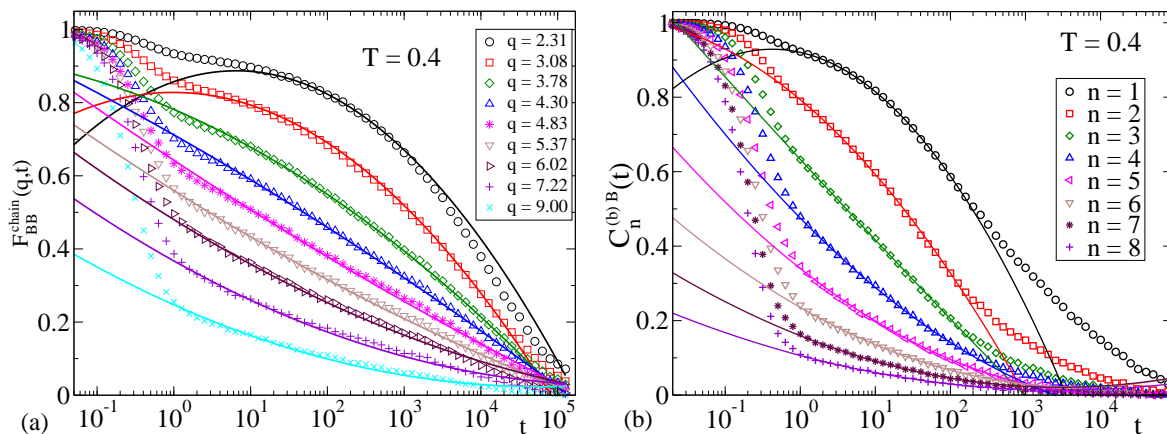 F_BB^chain(q,t)
1
0.8
0.6
0.4
0.2
0
T = 0.4
q = 2.31
q = 3.08
q = 3.78
q = 4.30
q = 4.83
q = 5.37
q = 6.02
q = 7.22
q = 9.00
10^-1
10^0
10^1
10^2
10^3
10^4
10^5
t
(a)
C_n^(b) B(t)
1
0.8
0.6
0.4
0.2
0
T = 0.4
n = 1
n = 2
n = 3
n = 4
n = 5
n = 6
n = 7
n = 8
10^-1
10^0
10^1
10^2
10^3
10^4
t
(b)